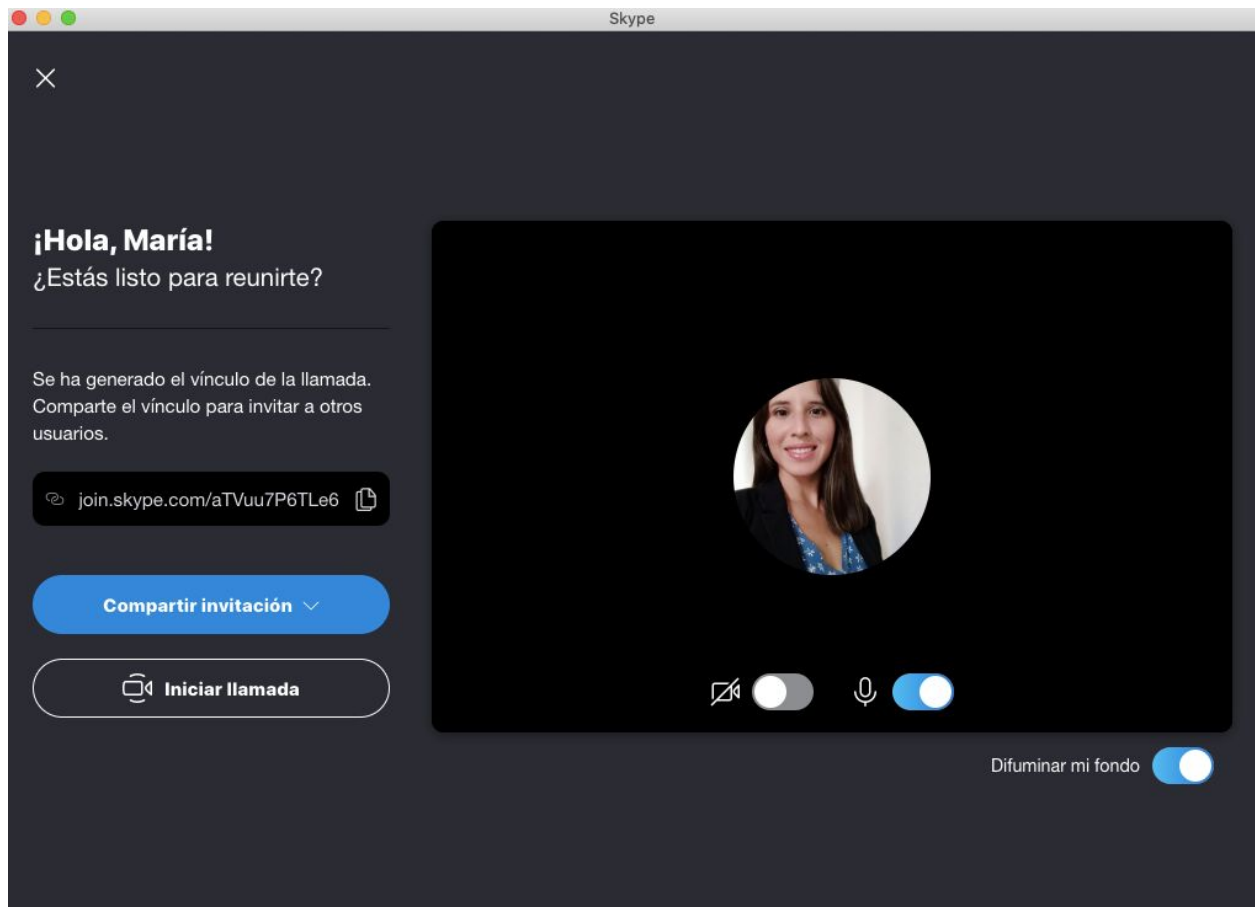 Skype
¡Hola, María!
¿Estás listo para reunirte?
Se ha generado el vínculo de la llamada.
Comparte el vínculo para invitar a otros
usuarios.
join.skype.com/aTVuu7P6TLe6
Compartir invitación
Iniciar llamada
Difuminar mi fondo